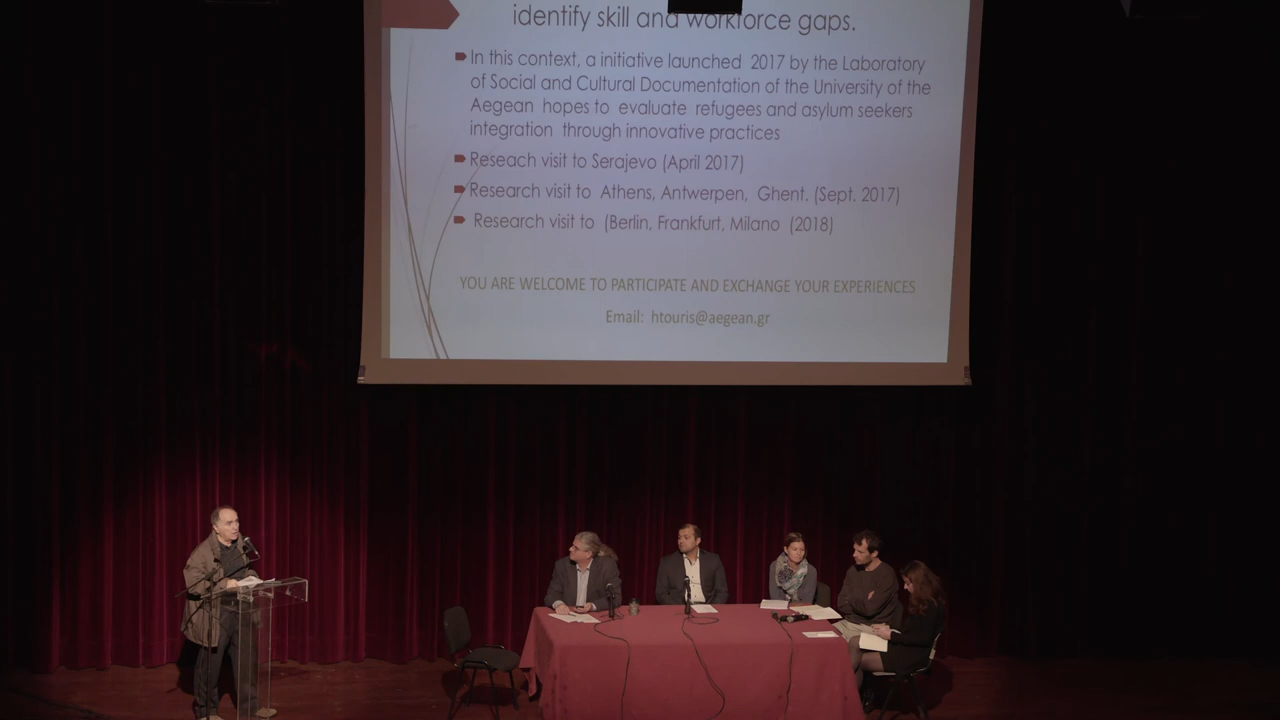 identify skill and workforce gaps.
In this context, a initiative launched 2017 by the Laboratory
of Social and Cultural Documentation of the University of the
Aegean hopes to evaluate refugees and asylum seekers
integration through innovative practices
Reseach visit to Serajevo (April 2017)
Research visit to Athens, Antwerpen, Ghent. (Sept. 2017)
Research visit to (Berlin, Frankfurt, Milano (2018)
YOU ARE WELCOME TO PARTICIPATE AND EXCHANGE YOUR EXPERIENCES
Email: htouris@aegean.gr